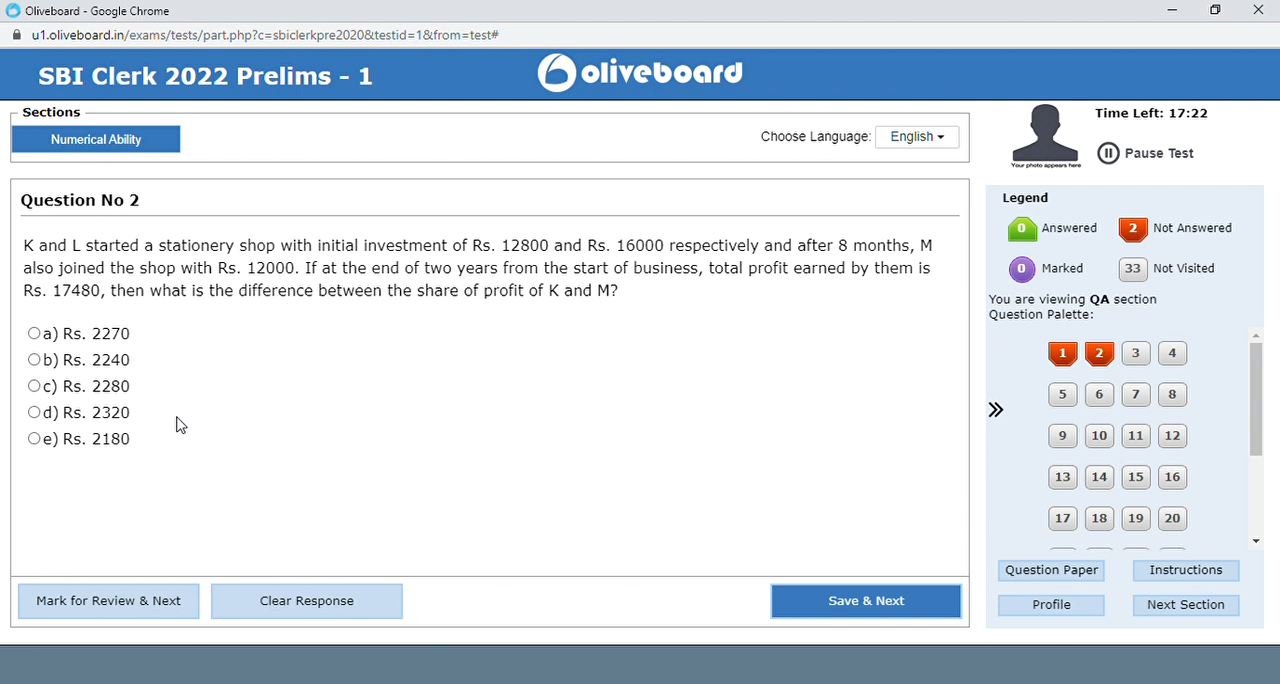 Oliveboard - Google Chrome
u1.oliveboard.in/exams/tests/part.php?c=sbiclerkpre2020&testid=1&from=test#
SBI Clerk 2022 Prelims - 1
oliveboard
Sections
Numerical Ability
Choose Language: English
Your photo appears here
Time Left: 17:22
Pause Test
Question No 2
K and L started a stationery shop with initial investment of Rs. 12800 and Rs. 16000 respectively and after 8 months, M
also joined the shop with Rs. 12000. If at the end of two years from the start of business, total profit earned by them is
Rs. 17480, then what is the difference between the share of profit of K and M?
a) Rs. 2270
b) Rs. 2240
c) Rs. 2280
d) Rs. 2320
e) Rs. 2180
Mark for Review & Next
Clear Response
Save & Next
Legend
0 Answered
2 Not Answered
0 Marked
33 Not Visited
You are viewing QA section
Question Palette:
1 2 3 4
5 6 7 8
9 10 11 12
13 14 15 16
17 18 19 20
Question Paper
Instructions
Profile
Next Section